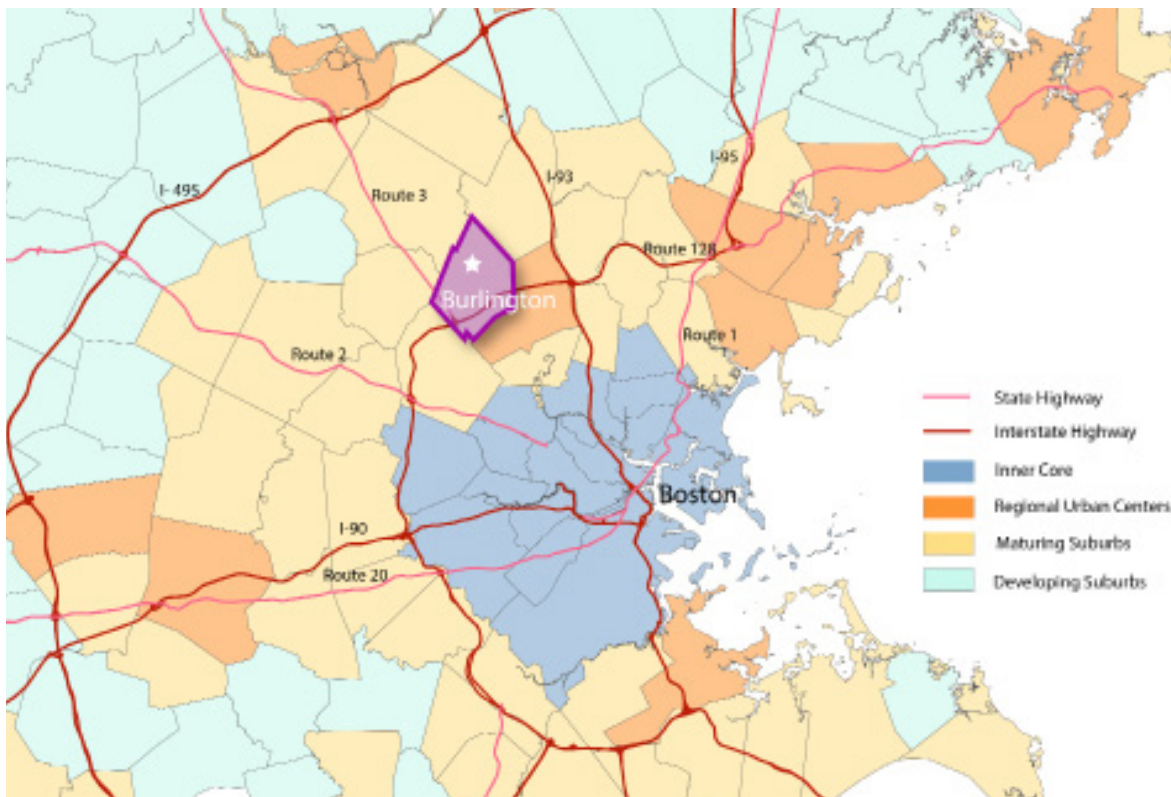 I-95
I-93
I- 495
Route 3
Route 128
Burlington
Route 1
Route 2
State Highway
Interstate Highway
Inner Core
Boston
Regional Urban Centers
I-90
Maturing Suburbs
Route 20
Developing Suburbs